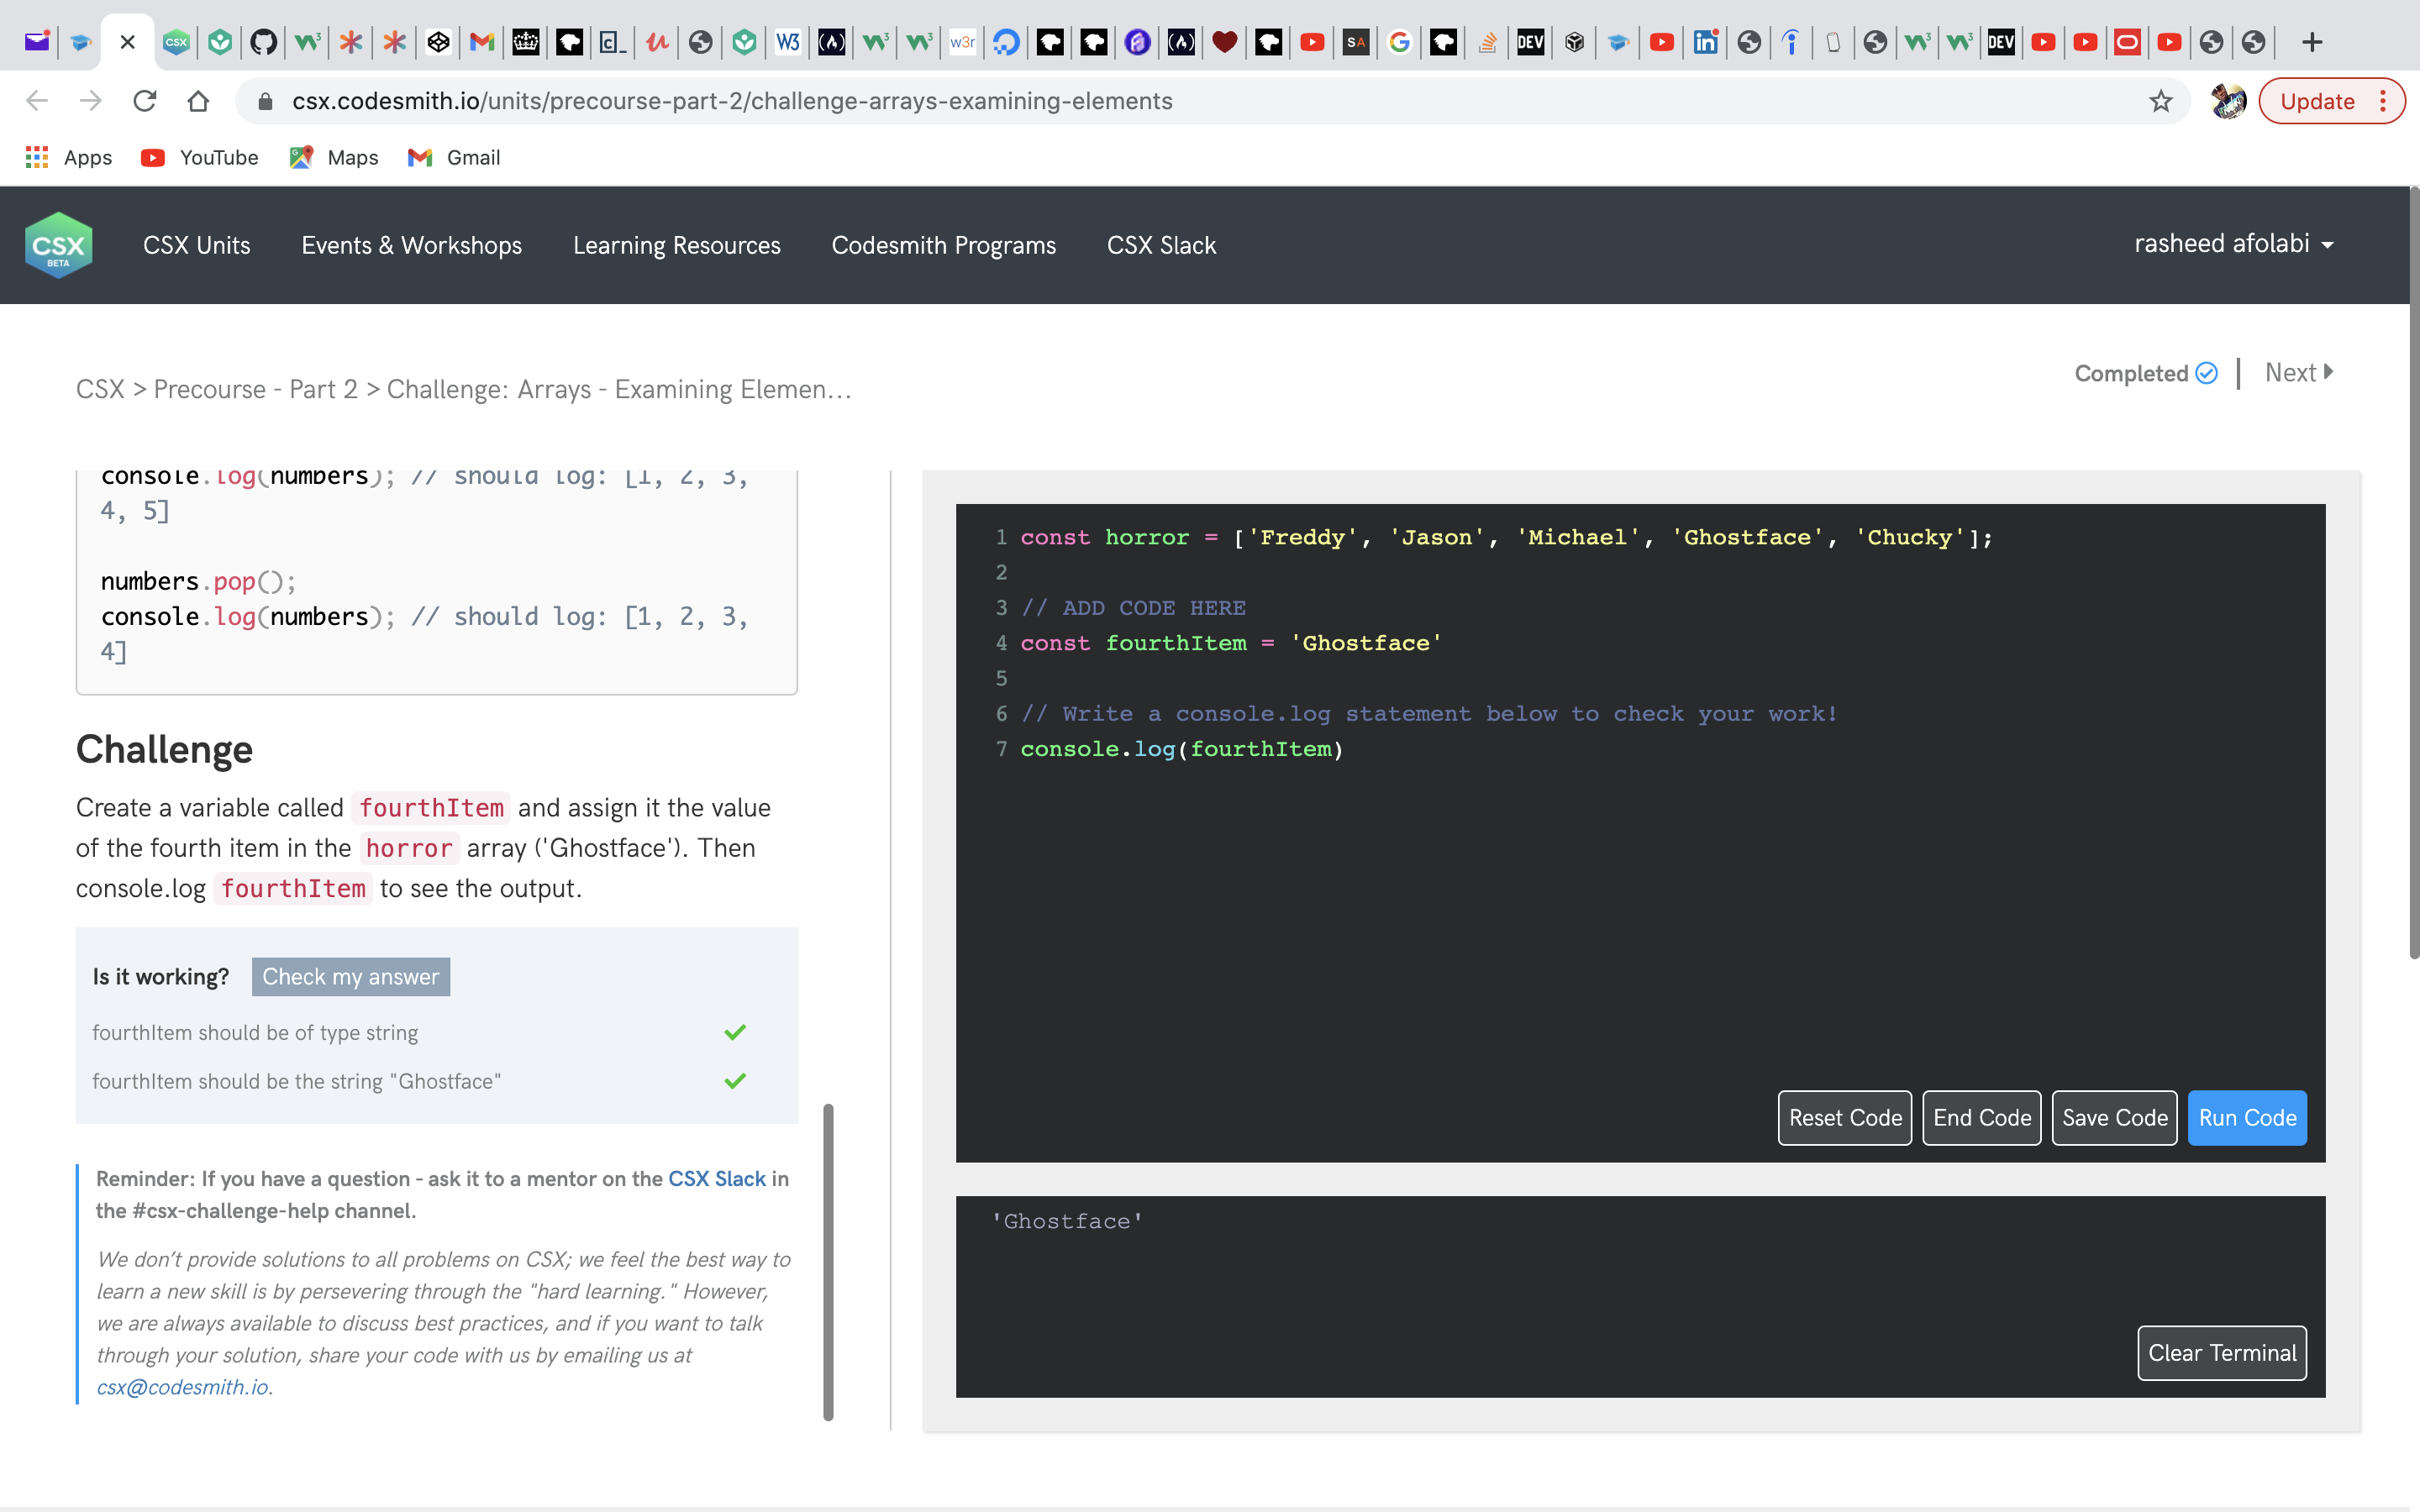 csx.codesmith.io/units/precourse-part-2/challenge-arrays-examining-elements
Update
Apps
YouTube
Maps
Gmail
CSX
BETA
CSX Units
Events & Workshops
Learning Resources
Codesmith Programs
CSX Slack
rasheed afolabi
CSX > Precourse - Part 2 > Challenge: Arrays - Examining Elemen...
Completed
Next
console.log(numbers); // should log: [1, 2, 3,
4, 5]
numbers.pop();
console.log(numbers); // should log: [1, 2, 3,
4]
Challenge
Create a variable called fourthItem and assign it the value
of the fourth item in the horror array ('Ghostface'). Then
console.log fourthItem to see the output.
Is it working?
Check my answer
fourthItem should be of type string
fourthItem should be the string "Ghostface"
Reminder: If you have a question - ask it to a mentor on the CSX Slack in
the #csx-challenge-help channel.
We don't provide solutions to all problems on CSX; we feel the best way to
learn a new skill is by persevering through the "hard learning." However,
we are always available to discuss best practices, and if you want to talk
through your solution, share your code with us by emailing us at
csx@codesmith.io.
1 const horror = ['Freddy', 'Jason', 'Michael', 'Ghostface', 'Chucky'];
2
3 // ADD CODE HERE
4 const fourthItem = 'Ghostface'
5
6 // Write a console.log statement below to check your work!
7 console.log(fourthItem)
Reset Code
End Code
Save Code
Run Code
'Ghostface'
Clear Terminal